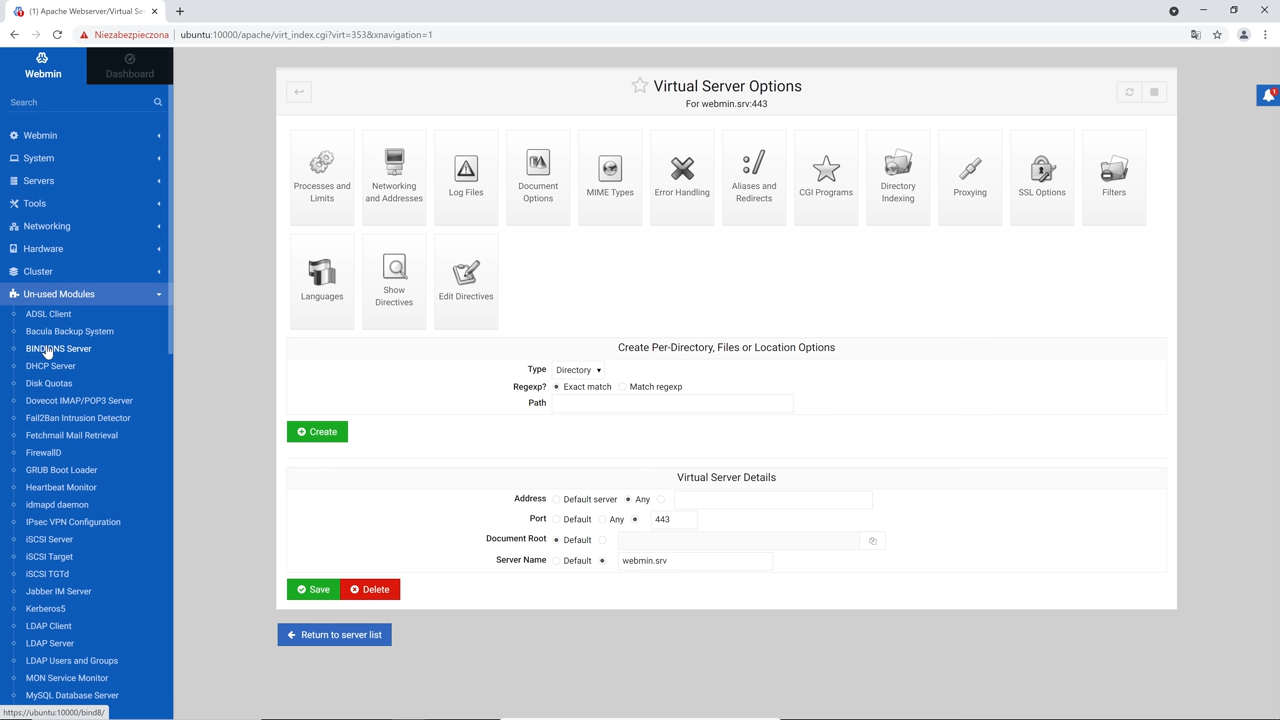 (1) Apache Webserver/Virtual Se
Niezabezpieczona
ubuntu:10000/apache/virt_index.cgi?virt=353&xnavigation=1
Webmin
Dashboard
Search
Webmin
System
Servers
Tools
Networking
Hardware
Cluster
Un-used Modules
ADSL Client
Bacula Backup System
BIND DNS Server
DHCP Server
Disk Quotas
Dovecot IMAP/POP3 Server
Fail2Ban Intrusion Detector
Fetchmail Mail Retrieval
FirewallD
GRUB Boot Loader
Heartbeat Monitor
idmapd daemon
IPsec VPN Configuration
iSCSI Server
iSCSI Target
iSCSI TGTd
Jabber IM Server
Kerberos5
LDAP Client
LDAP Server
LDAP Users and Groups
MON Service Monitor
MySQL Database Server
https://ubuntu:10000/bind8/
Virtual Server Options
For webmin.srv:443
1
Processes and
Limits
Networking
and Addresses
Log Files
Document
Options
MIME Types
Error Handling
Aliases and
Redirects
CGI Programs
Directory
Indexing
Proxying
SSL Options
Filters
Languages
Show
Directives
Edit Directives
Create Per-Directory, Files or Location Options
Type Directory
Regexp? Exact match Match regexp
Path
Create
Virtual Server Details
Address Default server Any
Port Default Any 443
Document Root Default
Server Name Default webmin.srv
Save Delete
Return to server list